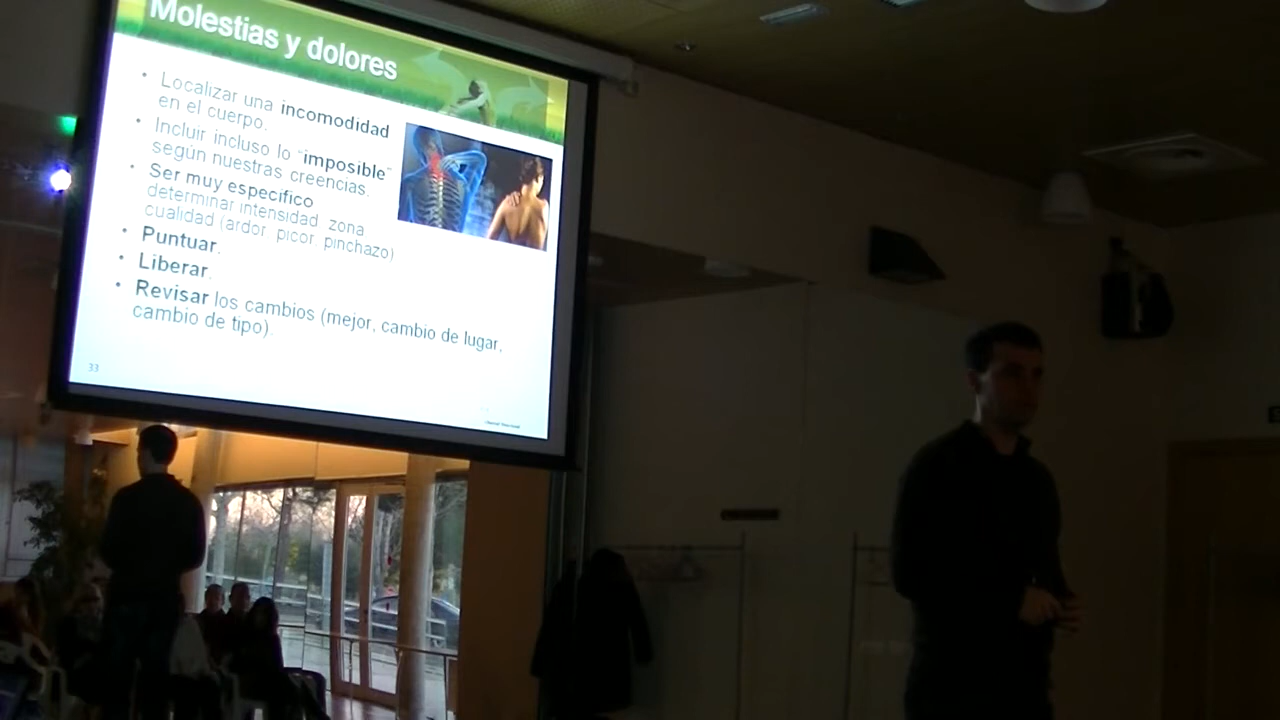 Molestias y dolores
• Localizar una incomodidad
en el cuerpo.
• Incluir incluso lo "imposible"
según nuestras creencias.
• Ser muy específico
determinar intensidad zona
cualidad (ardor, picor, pinchazo)
• Puntuar.
• Liberar.
• Revisar los cambios (mejor, cambio de lugar,
cambio de tipo).
33